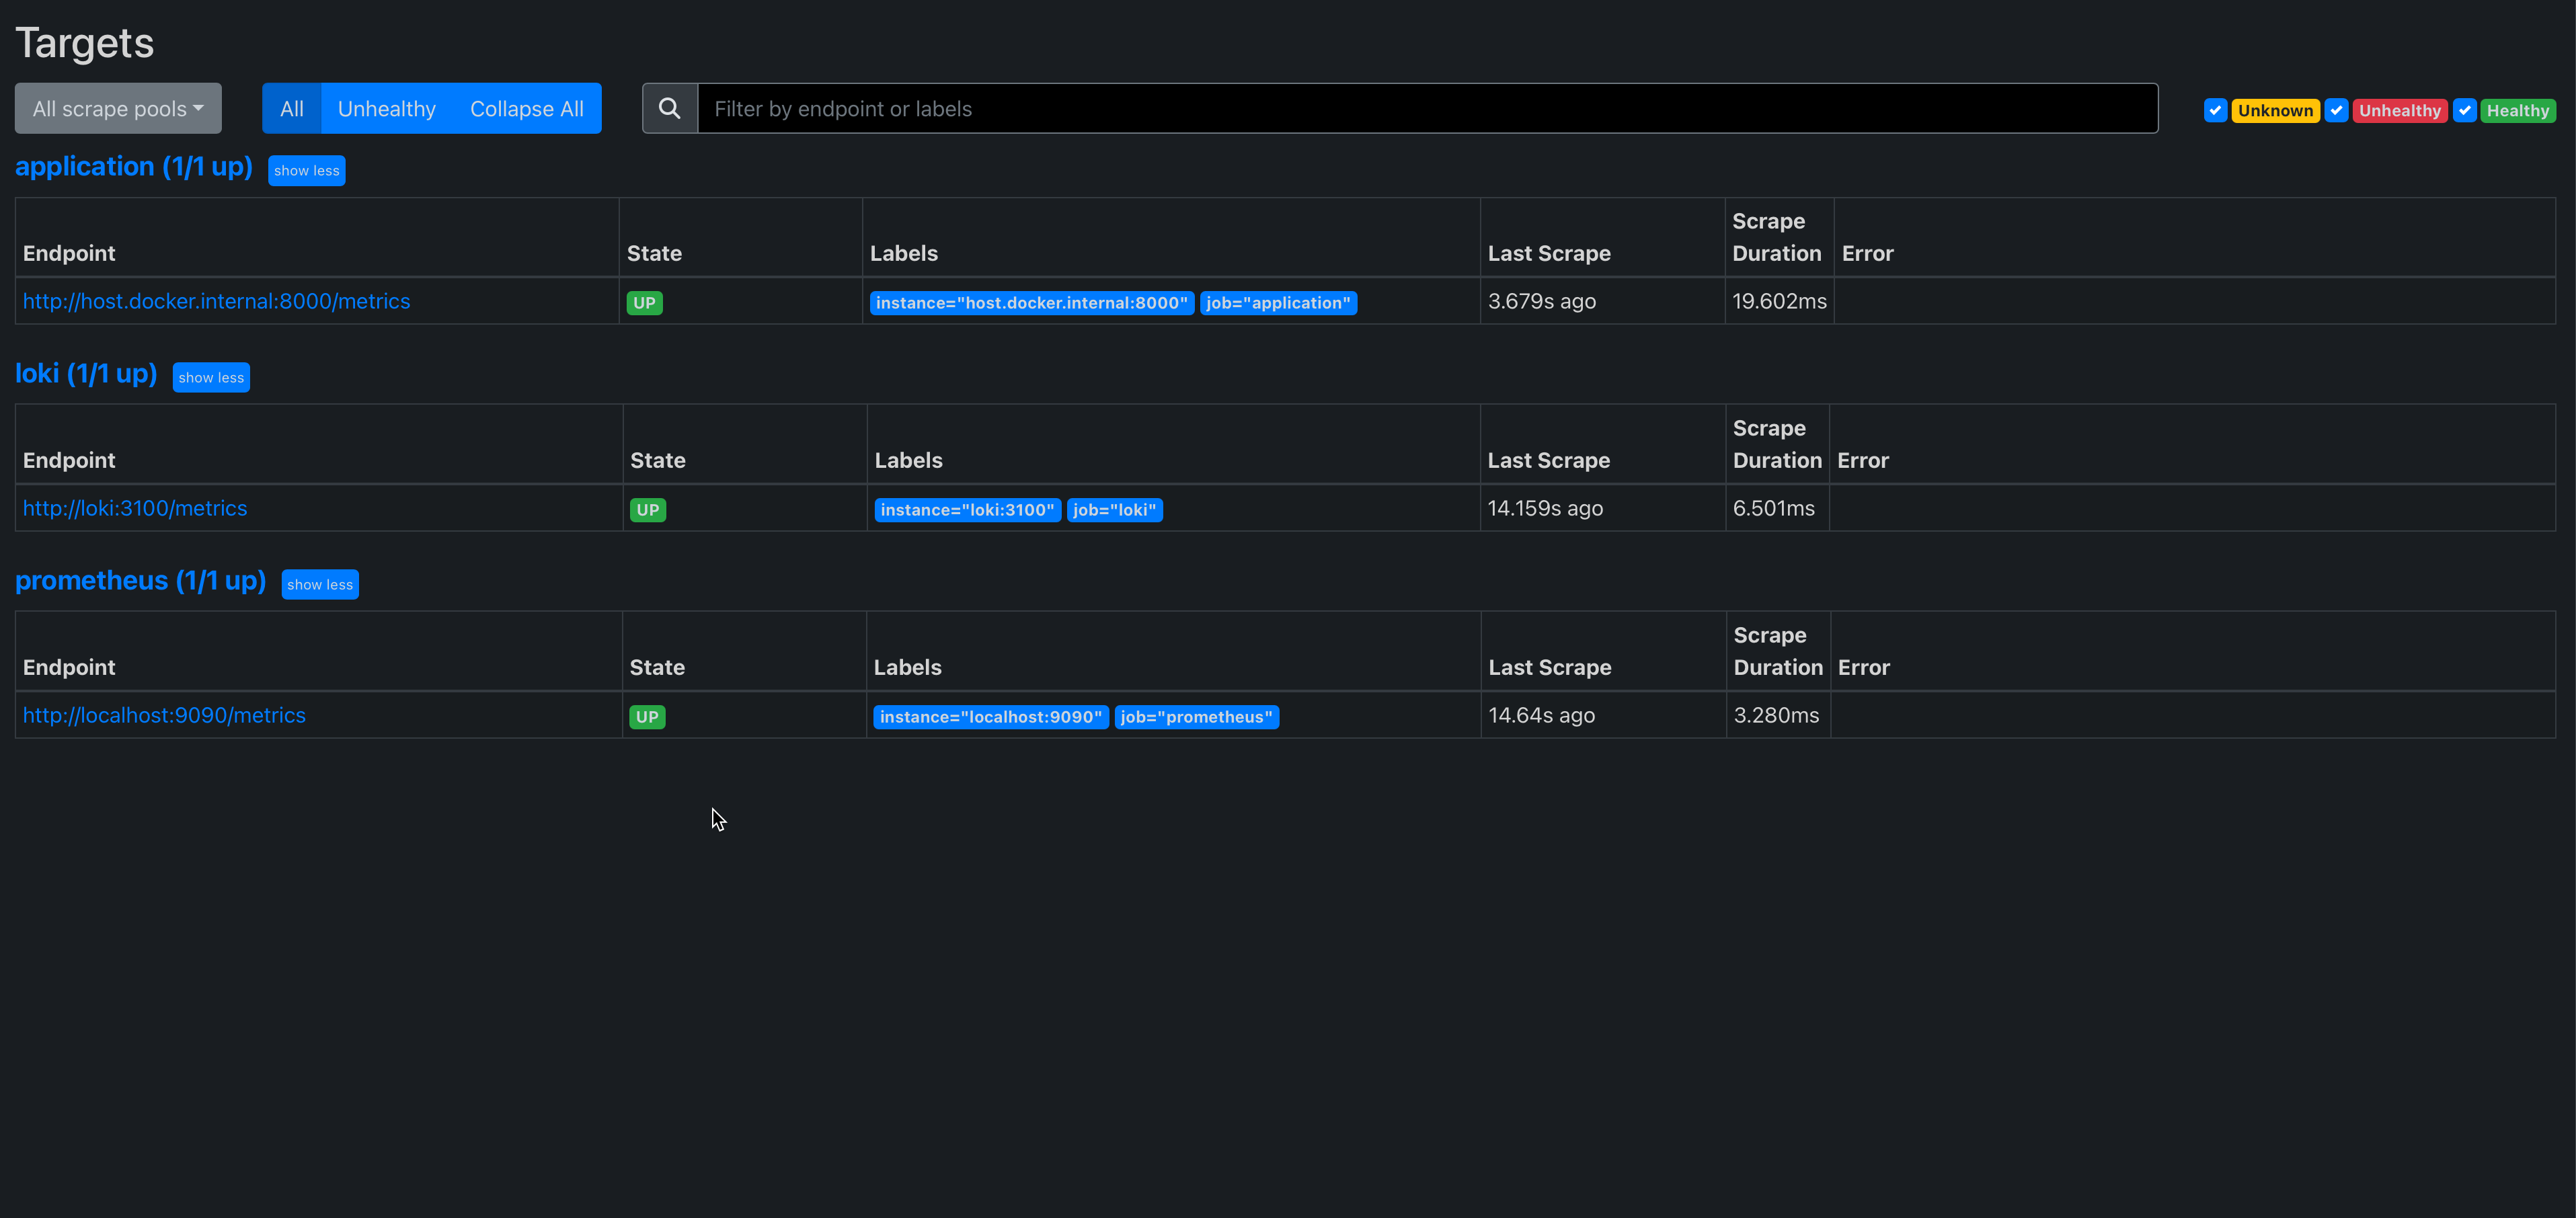 Targets
All scrape pools All Unhealthy Collapse All Filter by endpoint or labels Unknown Unhealthy Healthy
application (1/1 up) show less
Endpoint State Labels Last Scrape Scrape Duration Error
http://host.docker.internal:8000/metrics UP instance="host.docker.internal:8000" job="application" 3.679s ago 19.602ms
loki (1/1 up) show less
Endpoint State Labels Last Scrape Scrape Duration Error
http://loki:3100/metrics UP instance="loki:3100" job="loki" 14.159s ago 6.501ms
prometheus (1/1 up) show less
Endpoint State Labels Last Scrape Scrape Duration Error
http://localhost:9090/metrics UP instance="localhost:9090" job="prometheus" 14.64s ago 3.280ms